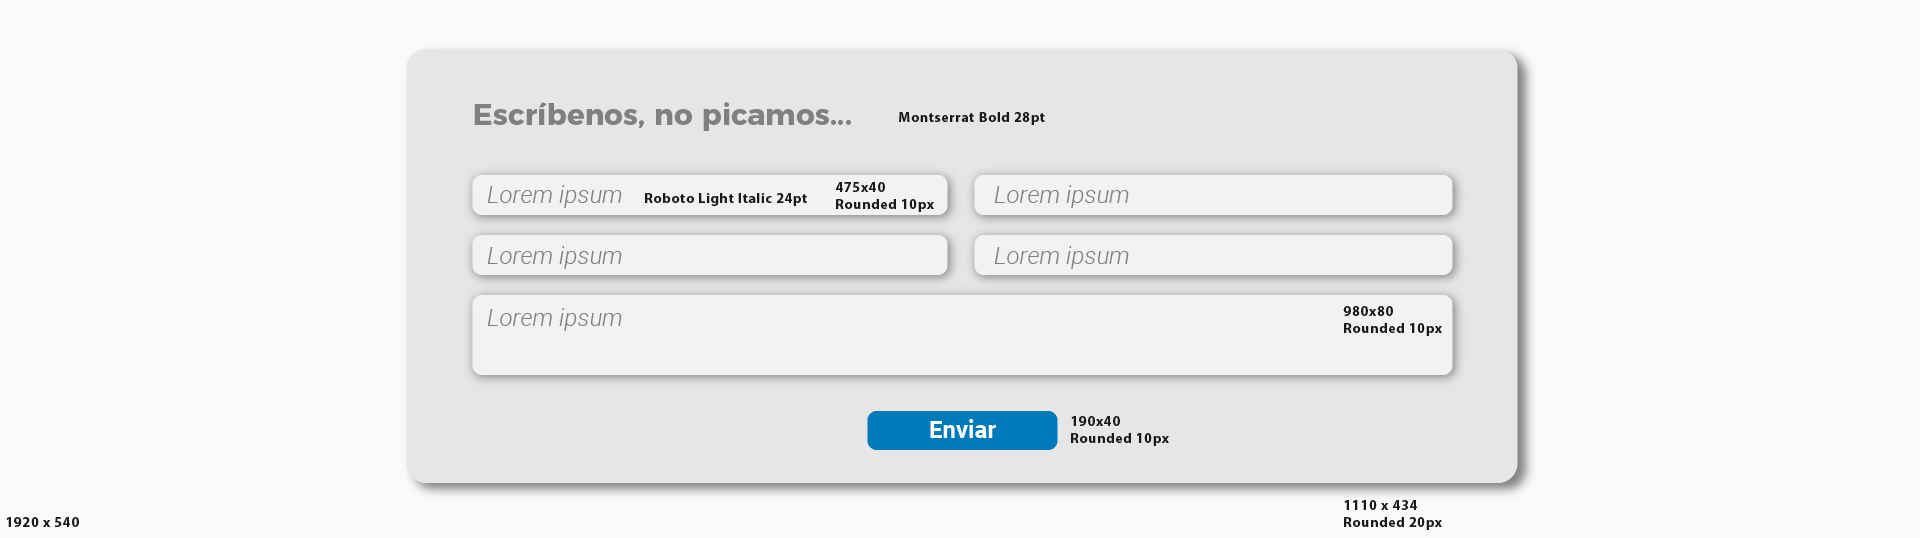 Escríbenos, no picamos...
Montserrat Bold 28pt
Lorem ipsum
Roboto Light Italic 24pt
475x40
Rounded 10px
Lorem ipsum
Lorem ipsum
Lorem ipsum
Lorem ipsum
980x80
Rounded 10px
Enviar
190x40
Rounded 10px
1110 x 434
Rounded 20px
1920 x 540